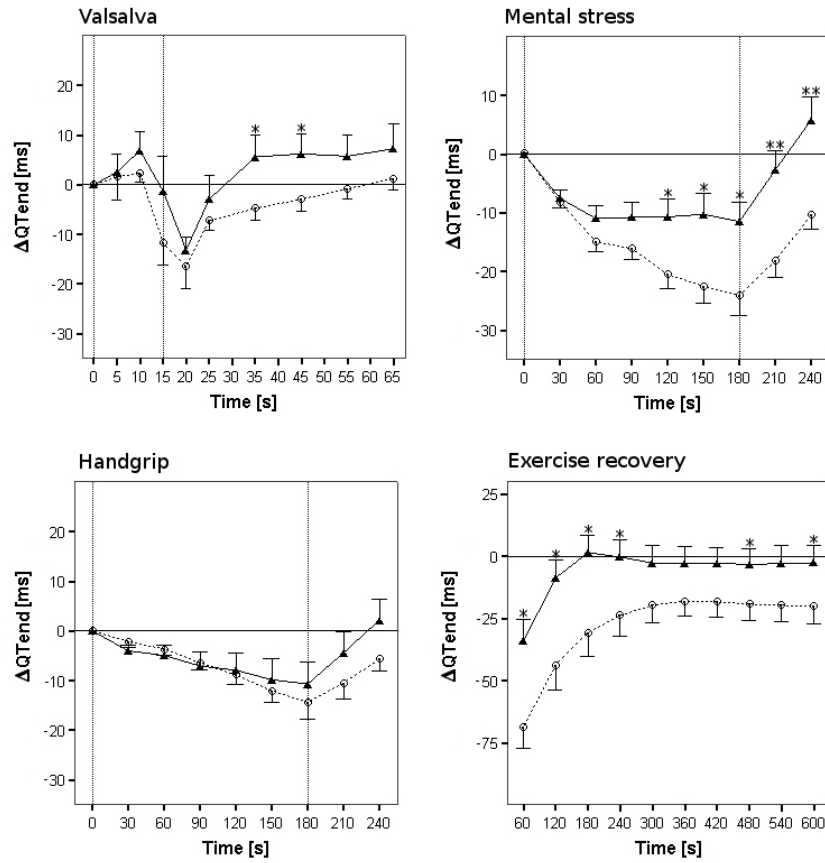 Valsalva
20
10
0
-10
-20
-30
ΔQTend [ms]
* *
0 5 10 15 20 25 35 40 45 50 55 60 65
Time [s]
Mental stress
10
0
-10
-20
-30
ΔQTend [ms]
* * * ** **
0 30 60 90 120 150 180 210 240
Time [s]
Handgrip
20
10
0
-10
-20
-30
ΔQTend [ms]
0 30 60 90 120 150 180 210 240
Time [s]
Exercise recovery
25
0
-25
-50
-75
ΔQTend [ms]
* * * * * *
60 120 180 240 300 360 420 480 540 600
Time [s]